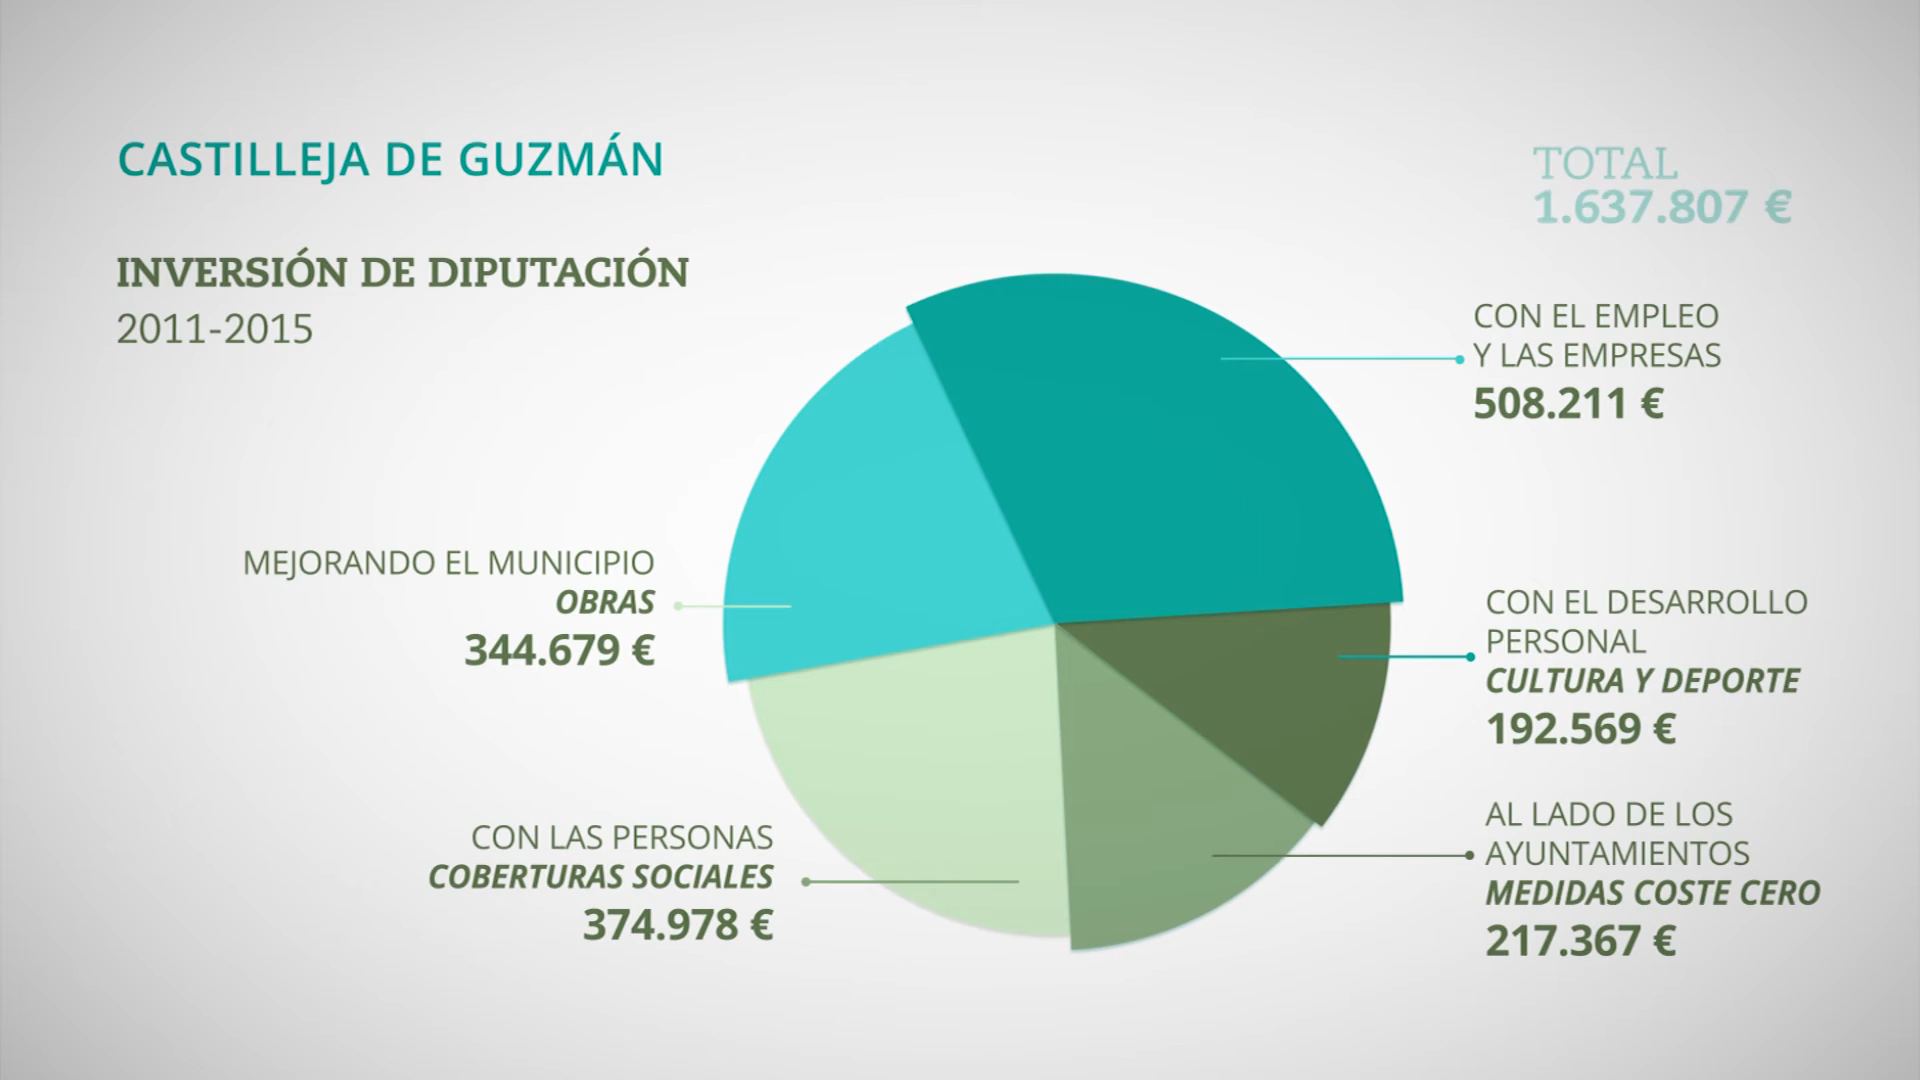 CASTILLEJA DE GUZMÁN
INVERSIÓN DE DIPUTACIÓN
2011-2015
TOTAL
1.637.807 €
CON EL EMPLEO
Y LAS EMPRESAS
508.211 €
MEJORANDO EL MUNICIPIO
OBRAS
344.679 €
CON EL DESARROLLO
PERSONAL
CULTURA Y DEPORTE
192.569 €
CON LAS PERSONAS
COBERTURAS SOCIALES
374.978 €
AL LADO DE LOS
AYUNTAMIENTOS
MEDIDAS COSTE CERO
217.367 €